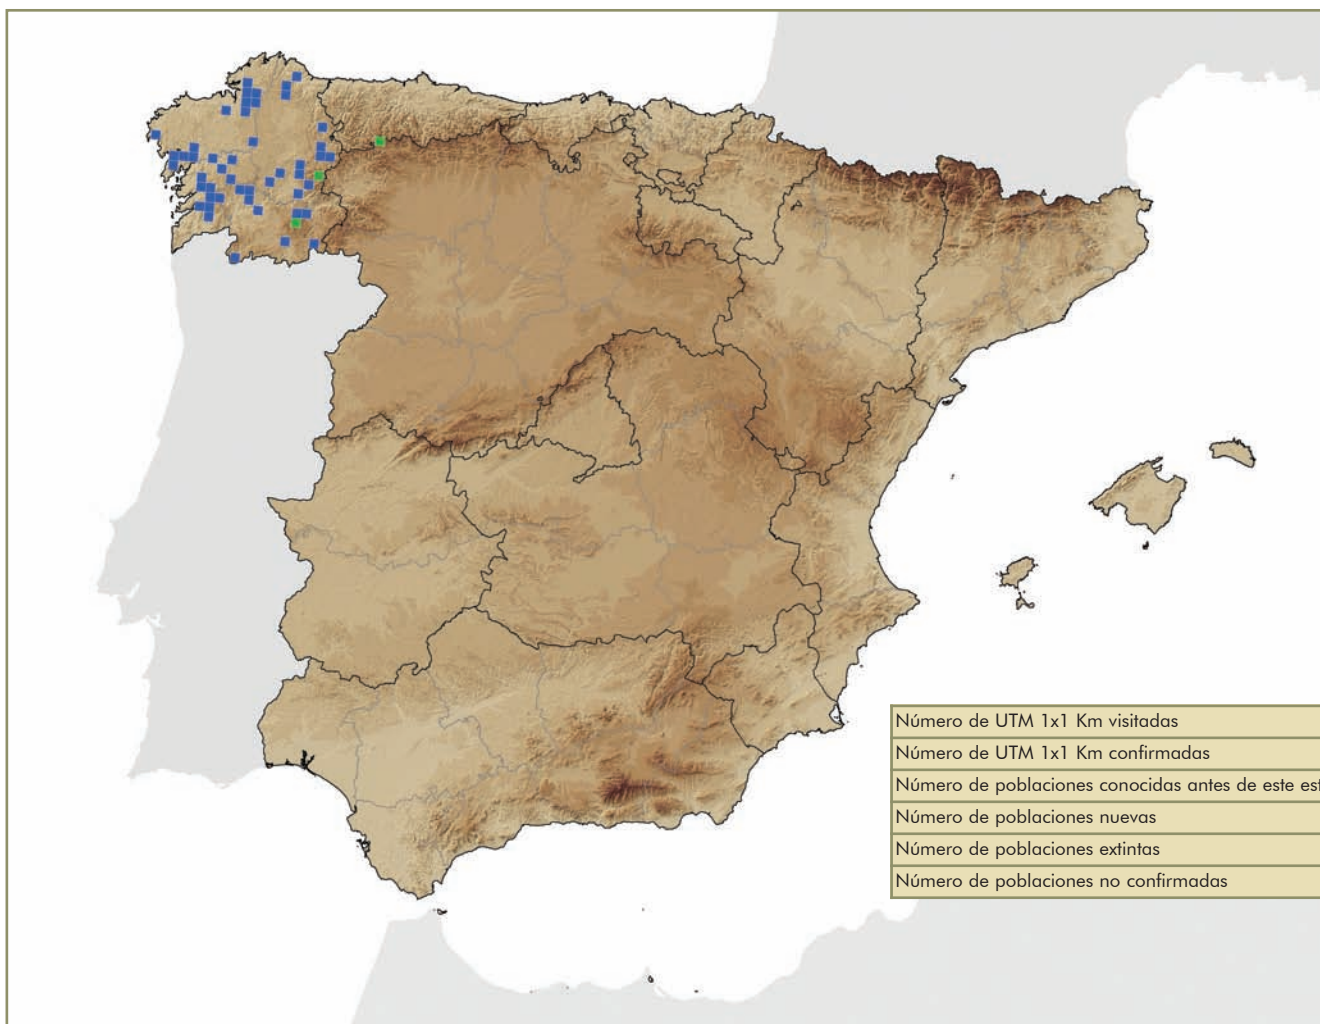 Número de UTM 1x1 Km visitadas
Número de UTM 1x1 Km confirmadas
Número de poblaciones conocidas antes de este est
Número de poblaciones nuevas
Número de poblaciones extintas
Número de poblaciones no confirmadas